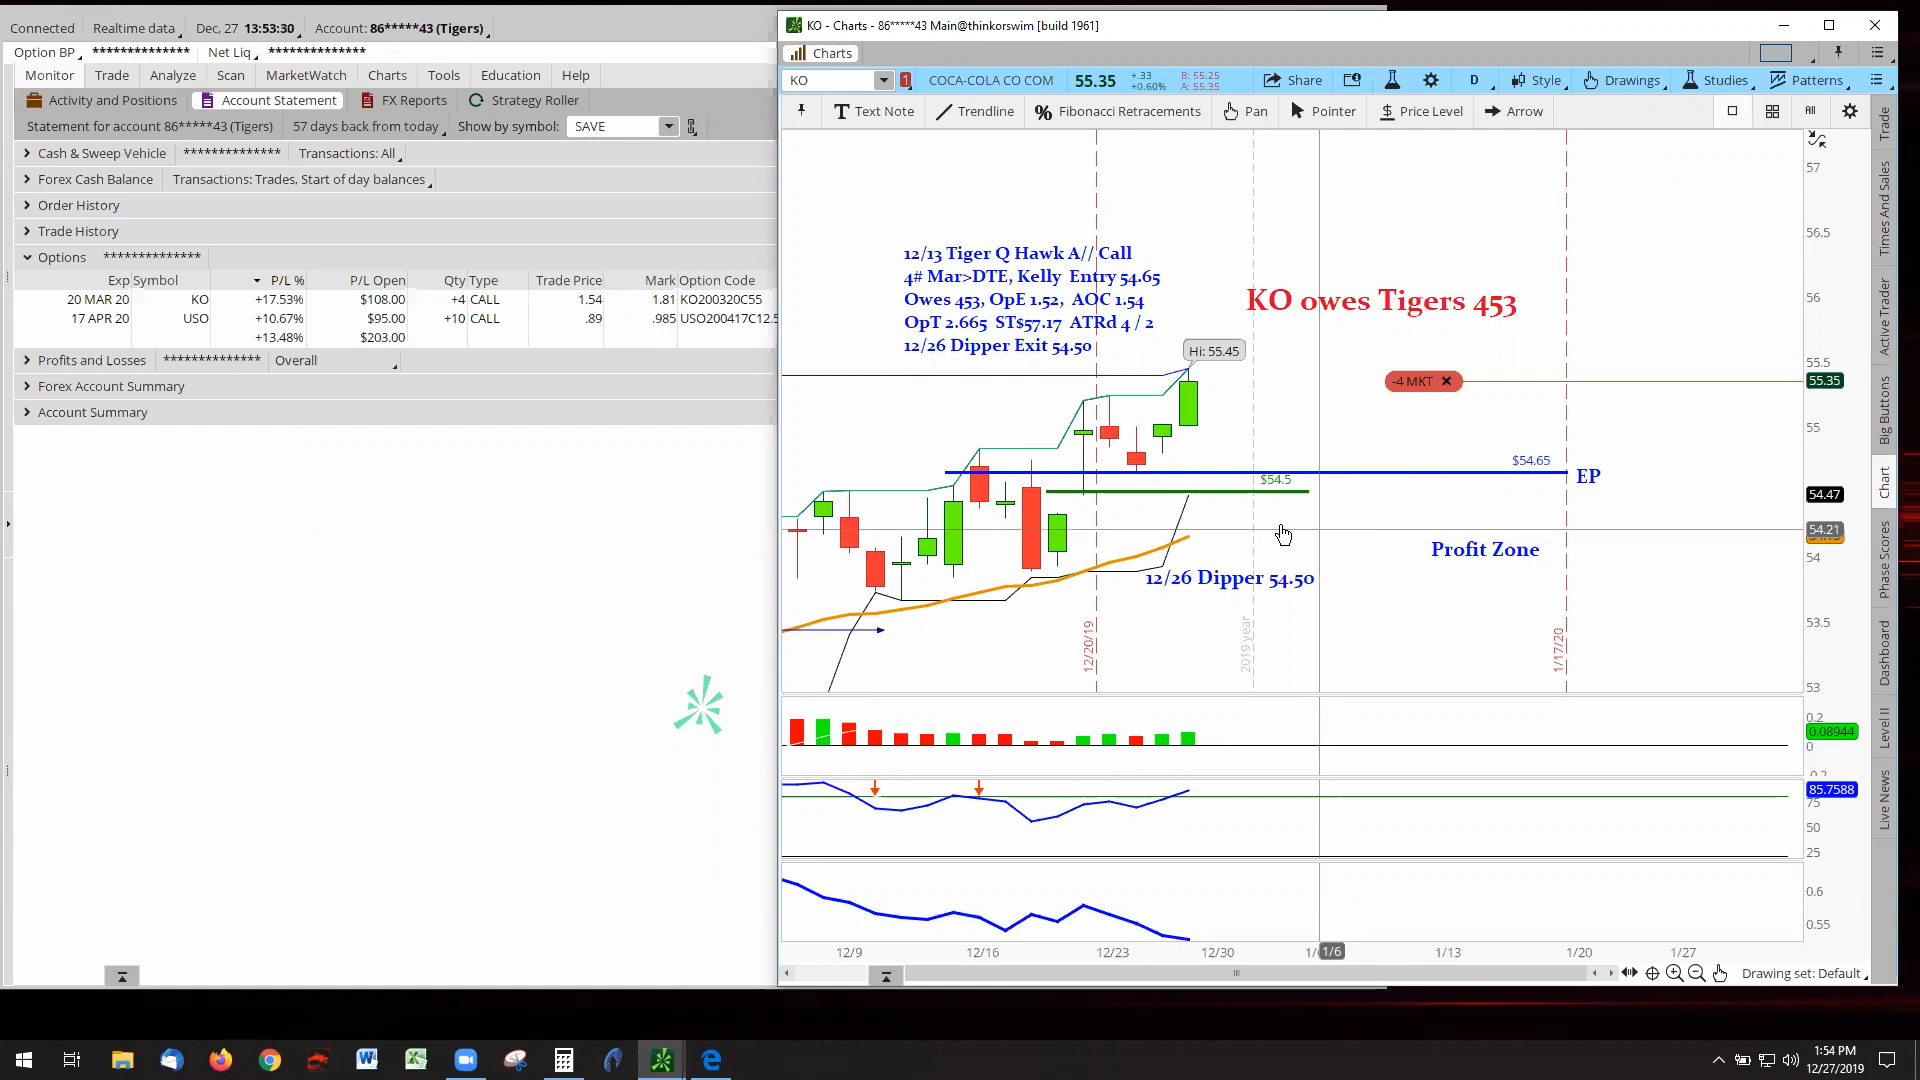 Connected Realtime data Dec, 27 13:53:30 Account: 86*****43 (Tigers)
Option BP ************** Net Liq **************
Monitor Trade Analyze Scan MarketWatch Charts Tools Education Help
Activity and Positions Account Statement FX Reports Strategy Roller
Statement for account 86*****43 (Tigers) 57 days back from today Show by symbol: SAVE
Cash & Sweep Vehicle ************** Transactions: All
Forex Cash Balance Transactions: Trades, Start of day balances
Order History
Trade History
Options **************
Exp Symbol P/L % P/L Open Qty Type Trade Price Mark Option Code
20 MAR 20 KO +17.53% $108.00 +4 CALL 1.54 1.81 KO200320C55
17 APR 20 USO +10.67% $95.00 +10 CALL .89 .985 USO200417C12.5
+13.48% $203.00
Profits and Losses ************** Overall
Forex Account Summary
Account Summary
KO - Charts - 86*****43 Main@thinkorswim [build 1961]
Charts
KO 1 COCA-COLA CO COM 55.35 +.33 +0.60% B: 55.25 A: 55.35 Share D Style Drawings Studies Patterns
Text Note Trendline Fibonacci Retracements Pan Pointer Price Level Arrow All
12/13 Tiger Q Hawk A// Call
4# Mar>DTE, Kelly Entry 54.65
Owes 453, OpE 1.52, AOC 1.54
OpT 2.665 ST$57.17 ATRd 4 / 2
12/26 Dipper Exit 54.50
KO owes Tigers 453
Hi: 55.45
-4 MKT
$54.65
EP
$54.5
Profit Zone
12/26 Dipper 54.50
12/20/19
2019 year
1/17/20
57
56.5
56
55.5
55.35
55
54.47
54.21
54
53.5
53
0.2
0.08944
0
85.7588
75
50
25
0.6
0.55
12/9 12/16 12/23 12/30 1/6 1/13 1/20 1/27
Drawing set: Default
Trade
Times And Sales
Active Trader
Big Buttons
Chart
Phase Scores
Dashboard
Level II
Live News
1:54 PM
12/27/2019